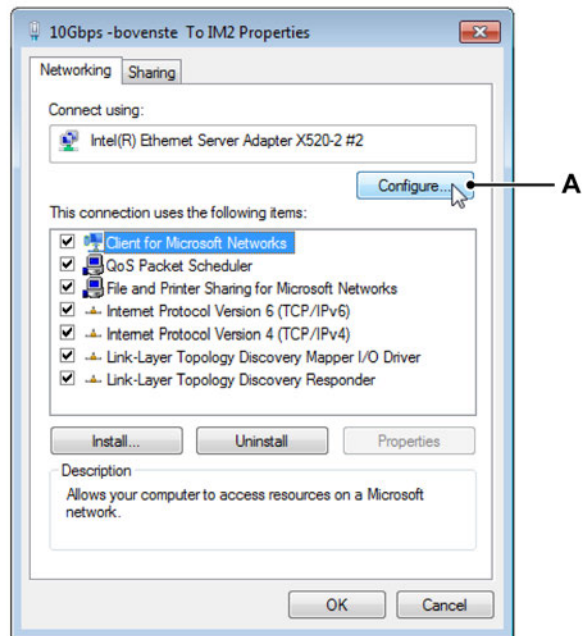 10Gbps -bovenste To IM2 Properties
Networking
Sharing
Connect using:
Intel(R) Ethernet Server Adapter X520-2 #2
Configure...
A
This connection uses the following items:
Client for Microsoft Networks
QoS Packet Scheduler
File and Printer Sharing for Microsoft Networks
Internet Protocol Version 6 (TCP/IPv6)
Internet Protocol Version 4 (TCP/IPv4)
Link-Layer Topology Discovery Mapper I/O Driver
Link-Layer Topology Discovery Responder
Install...
Uninstall
Properties
Description
Allows your computer to access resources on a Microsoft
network.
OK
Cancel